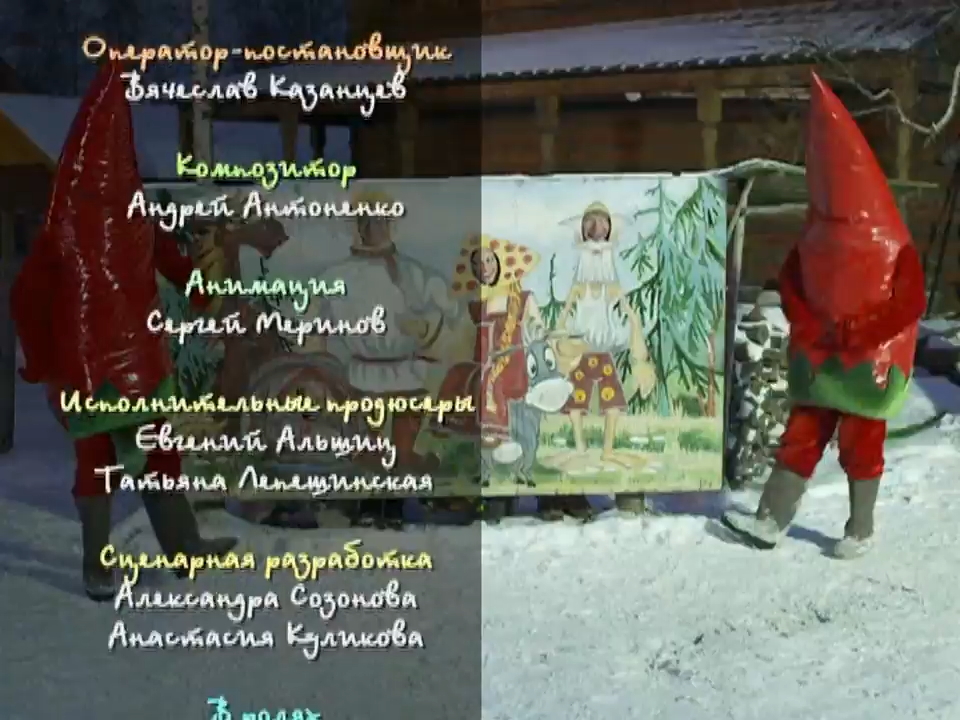 Оператор-постановщик
Вячеслав Казанцев
Композитор
Андрей Антоненко
Анимация
Сергей Меринов
Исполнительные продюсеры
Евгений Альшиц
Татьяна Лепешинская
Сценарная разработка
Александра Созонова
Анастасия Куликова
В ролях